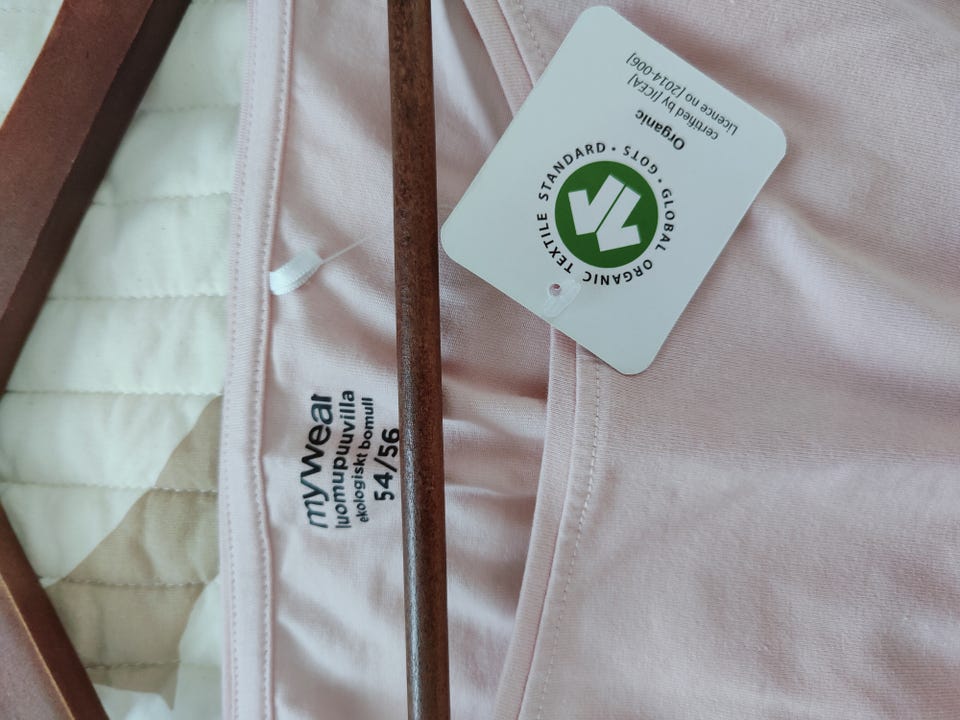 mywear
luomupuuvilla
ekologiskt bomull
54/56
GLOBAL ORGANIC TEXTILE STANDARD • GOTS •
Organic
certified by [ICEA]
Licence no [2014-006]